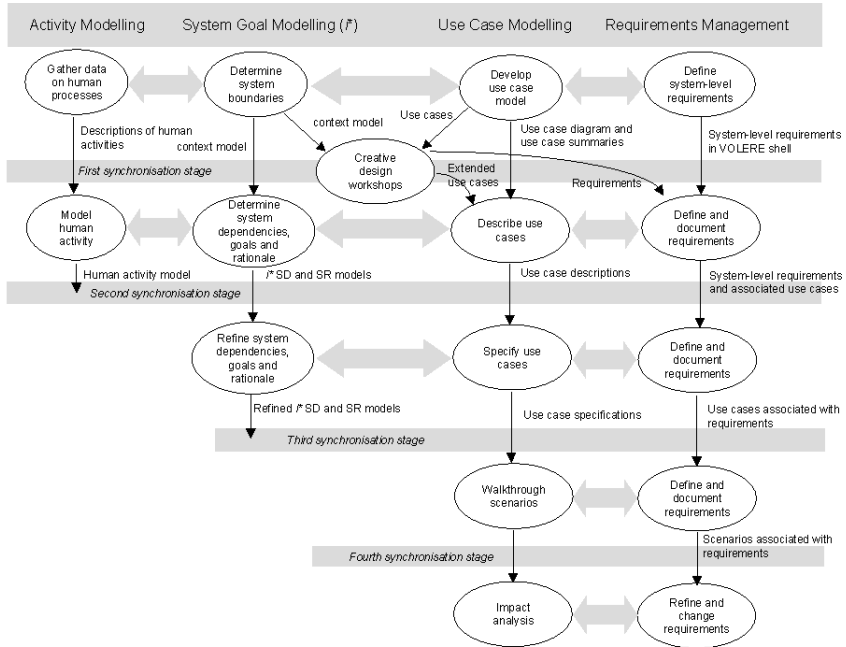 Activity Modelling
System Goal Modelling (i*)
Use Case Modelling
Requirements Management
Gather data
on human
processes
Determine
system
boundaries
Develop
use case
model
Define
system-level
requirements
Descriptions of human
activities
context model
context model
Use cases
Use case diagram and
use case summaries
System-level requirements
in VOLERE shell
Creative
design
workshops
First synchronisation stage
Extended
use cases
Requirements
Model
human
activity
Determine
system
dependencies,
goals and
rationale
Describe use
cases
Define and
document
requirements
Human activity model
i* SD and SR models
Use case descriptions
System-level requirements
and associated use cases
Second synchronisation stage
Refine system
dependencies,
goals and
rationale
Specify use
cases
Define and
document
requirements
Refined i* SD and SR models
Use case specifications
Use cases associated with
requirements
Third synchronisation stage
Walkthrough
scenarios
Define and
document
requirements
Scenarios associated with
requirements
Fourth synchronisation stage
Impact
analysis
Refine and
change
requirements